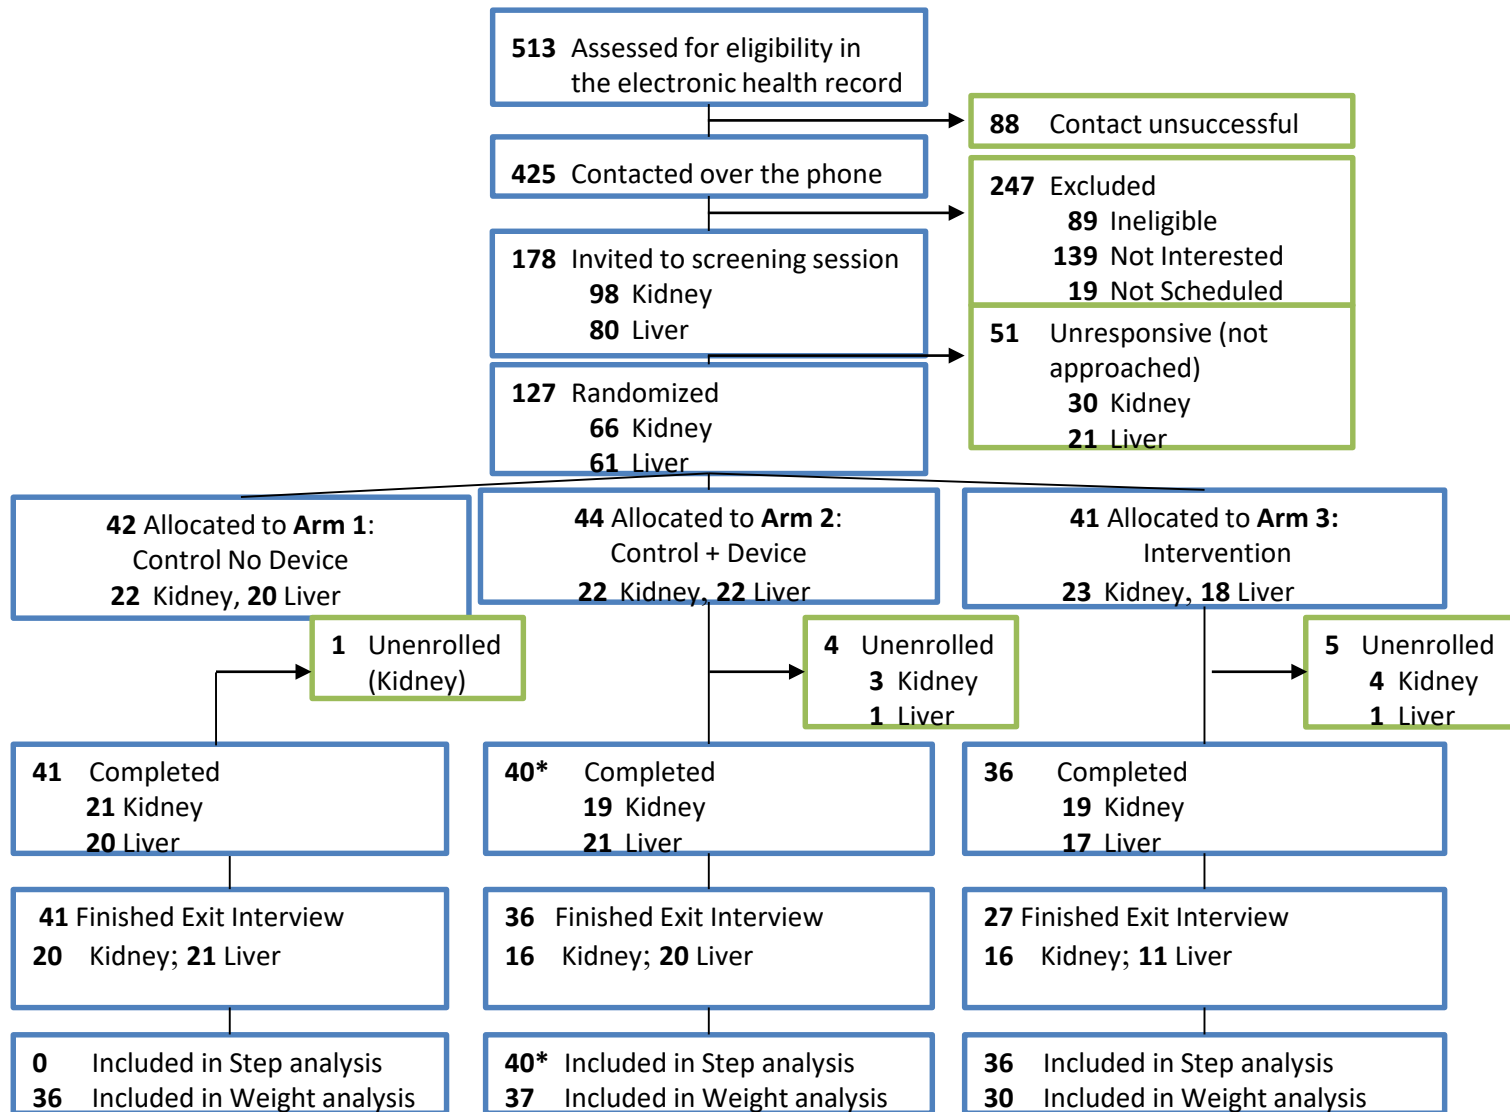 513 Assessed for eligibility in
the electronic health record
88 Contact unsuccessful
425 Contacted over the phone
247 Excluded
89 Ineligible
139 Not Interested
19 Not Scheduled
178 Invited to screening session
98 Kidney
80 Liver
51 Unresponsive (not
approached)
30 Kidney
21 Liver
127 Randomized
66 Kidney
61 Liver
42 Allocated to Arm 1:
Control No Device
22 Kidney, 20 Liver
44 Allocated to Arm 2:
Control + Device
22 Kidney, 22 Liver
41 Allocated to Arm 3:
Intervention
23 Kidney, 18 Liver
1 Unenrolled
(Kidney)
4 Unenrolled
3 Kidney
1 Liver
5 Unenrolled
4 Kidney
1 Liver
41 Completed
21 Kidney
20 Liver
40* Completed
19 Kidney
21 Liver
36 Completed
19 Kidney
17 Liver
41 Finished Exit Interview
20 Kidney; 21 Liver
36 Finished Exit Interview
16 Kidney; 20 Liver
27 Finished Exit Interview
16 Kidney; 11 Liver
0 Included in Step analysis
36 Included in Weight analysis
40* Included in Step analysis
37 Included in Weight analysis
36 Included in Step analysis
30 Included in Weight analysis